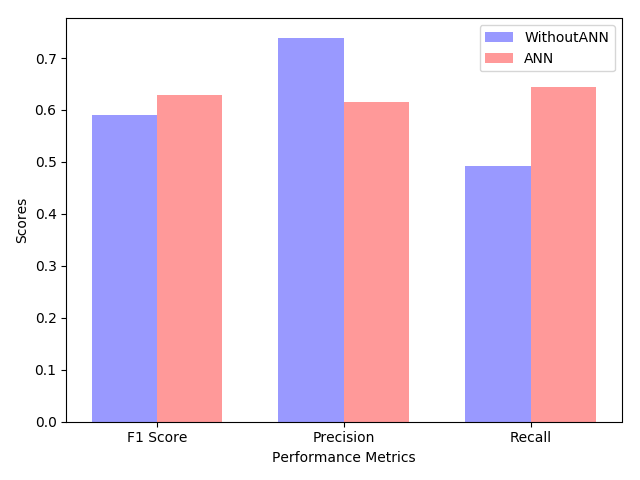 WithoutANN
ANN
0.7
0.6
0.5
0.4
0.3
0.2
0.1
0.0
Scores
F1 Score Precision Recall
Performance Metrics